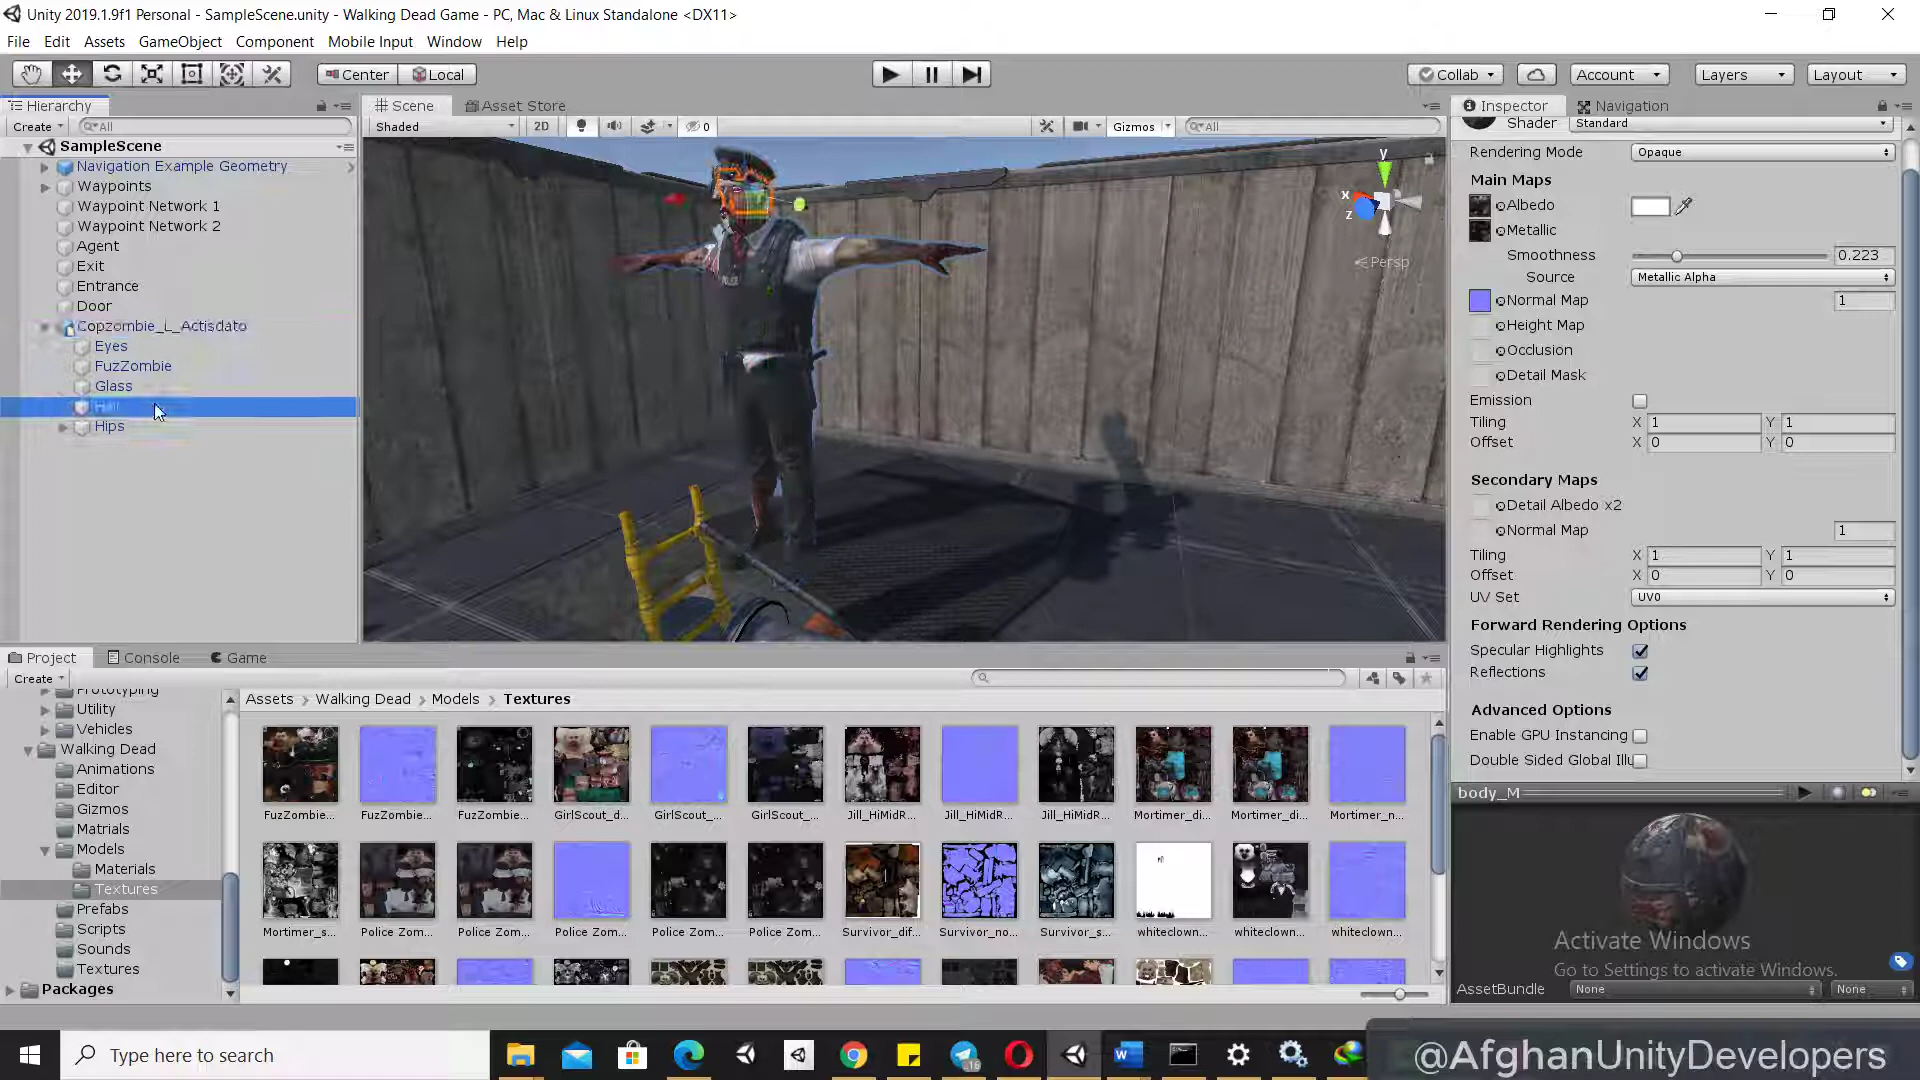 Unity 2019.1.9f1 Personal - SampleScene.unity - Walking Dead Game - PC, Mac & Linux Standalone <DX11>
File Edit Assets GameObject Component Mobile Input Window Help
Center Local Collab Account Layers Layout
Hierarchy
Create All
SampleScene
Navigation Example Geometry
Waypoints
Waypoint Network 1
Waypoint Network 2
Agent
Exit
Entrance
Door
Copzombie_L_Actisdato
Eyes
FuzZombie
Glass
Hips
Scene Asset Store
Shaded 2D 0 Gizmos All
y
x
z
Persp
Inspector Navigation
Shader Standard
Rendering Mode Opaque
Main Maps
Albedo
Metallic
Smoothness 0.223
Source Metallic Alpha
Normal Map 1
Height Map
Occlusion
Detail Mask
Emission
Tiling X 1 Y 1
Offset X 0 Y 0
Secondary Maps
Detail Albedo x2
Normal Map 1
Tiling X 1 Y 1
Offset X 0 Y 0
UV Set UV0
Forward Rendering Options
Specular Highlights
Reflections
Advanced Options
Enable GPU Instancing
Double Sided Global Illu
body_M
Activate Windows
Go to Settings to activate Windows.
AssetBundle None None
Project Console Game
Create
Prototyping
Utility
Vehicles
Walking Dead
Animations
Editor
Gizmos
Matrials
Models
Materials
Textures
Prefabs
Scripts
Sounds
Textures
Packages
Assets > Walking Dead > Models > Textures
FuzZombie... FuzZombie... FuzZombie... GirlScout_d... GirlScout_... GirlScout_... Jill_HiMidR... Jill_HiMidR... Jill_HiMidR... Mortimer_di... Mortimer_di... Mortimer_n...
Mortimer_s... Police Zom... Police Zom... Police Zom... Police Zom... Police Zom... Survivor_dif... Survivor_no... Survivor_s... whiteclown... whiteclown... whiteclown...
Type here to search
@AfghanUnityDevelopers